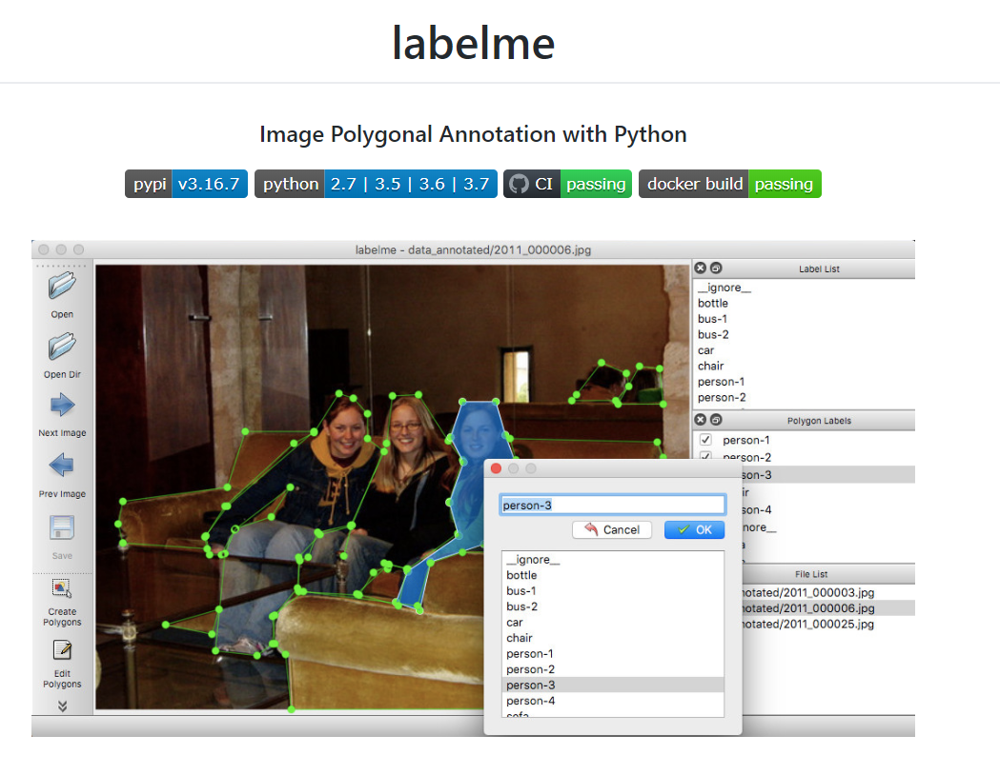 labelme
Image Polygonal Annotation with Python
pypi v3.16.7 python 2.7 | 3.5 | 3.6 | 3.7 CI passing docker build passing
labelme - data_annotated/2011_000006.jpg
Open
Open Dir
Next Image
Prev Image
Save
Create
Polygons
Edit
Polygons
Label List
__ignore__
bottle
bus-1
bus-2
car
chair
person-1
person-2
Polygon Labels
person-1
person-2
son-3
ir
son-4
nore__
a
File List
notated/2011_000003.jpg
notated/2011_000006.jpg
notated/2011_000025.jpg
person-3
Cancel OK
__ignore__
bottle
bus-1
bus-2
car
chair
person-1
person-2
person-3
person-4
sofa